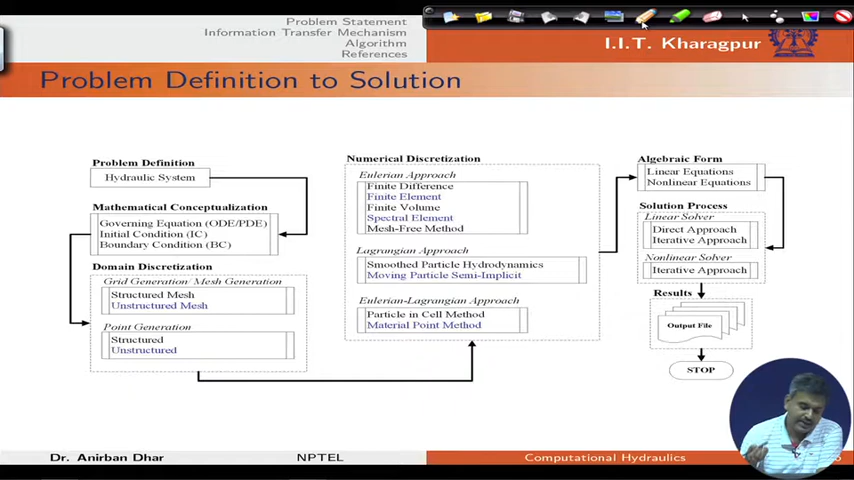 Problem Statement
Information Transfer Mechanism
Algorithm
References
I.I.T. Kharagpur
Problem Definition to Solution
Problem Definition
Hydraulic System
Mathematical Conceptualization
Governing Equation (ODE/PDE)
Initial Condition (IC)
Boundary Condition (BC)
Domain Discretization
Grid Generation/ Mesh Generation
Structured Mesh
Unstructured Mesh
Point Generation
Structured
Unstructured
Numerical Discretization
Eulerian Approach
Finite Difference
Finite Element
Finite Volume
Spectral Element
Mesh-Free Method
Lagrangian Approach
Smoothed Particle Hydrodynamics
Moving Particle Semi-Implicit
Eulerian-Lagrangian Approach
Particle in Cell Method
Material Point Method
Algebraic Form
Linear Equations
Nonlinear Equations
Solution Process
Linear Solver
Direct Approach
Iterative Approach
Nonlinear Solver
Iterative Approach
Results
Output File
STOP
Dr. Anirban Dhar
NPTEL
Computational Hydraulics